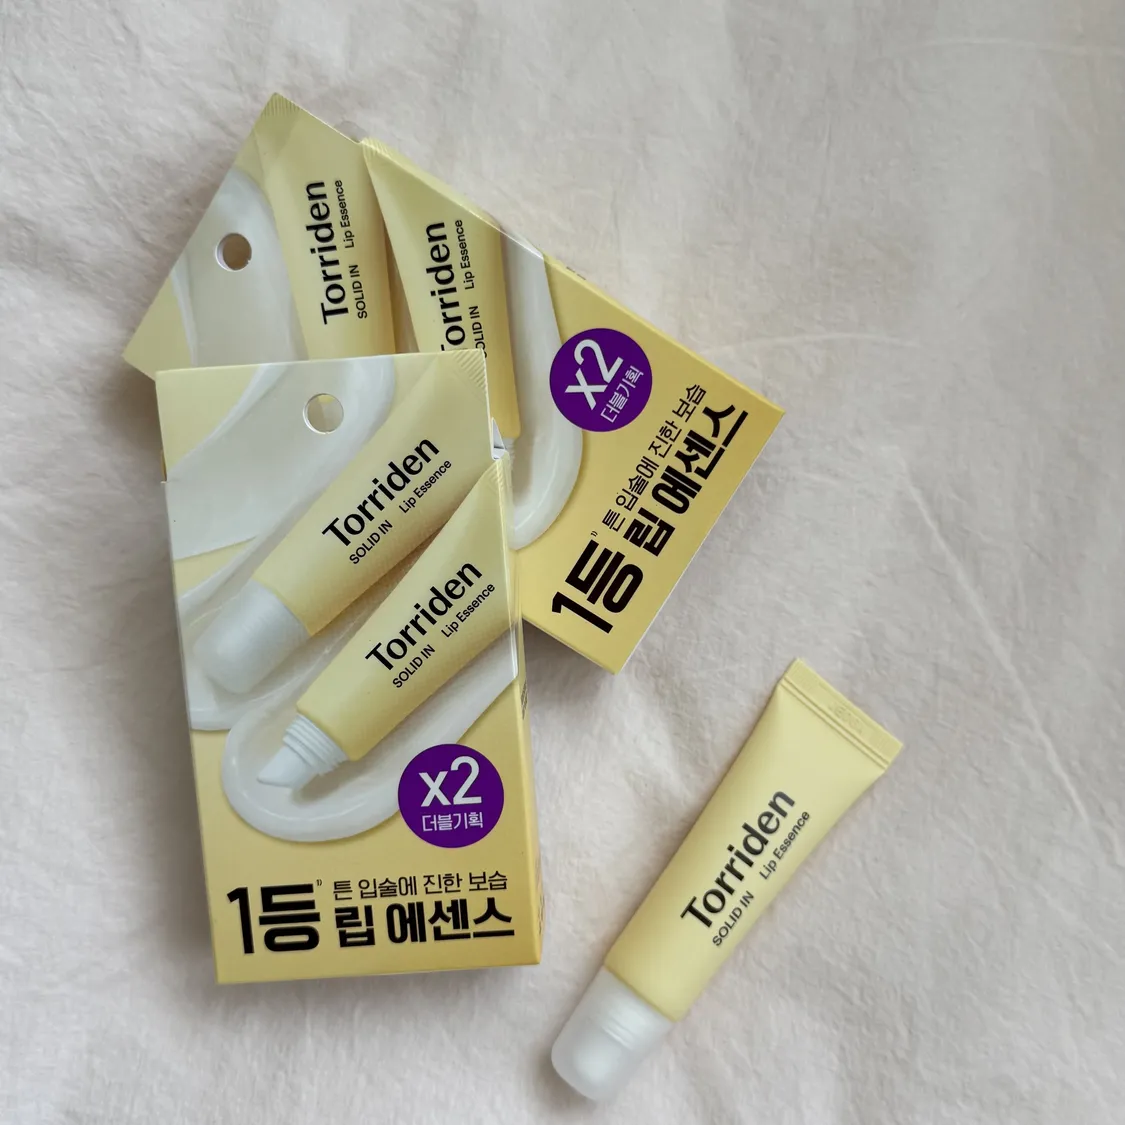 Torriden
SOLID IN Lip Essence
Torriden
SOLID IN Lip Essence
x2
더블기획
1등 튼 입술에 진한 보습
립 에센스
Torriden
SOLID IN Lip Essence
Torriden
SOLID IN Lip Essence
x2
더블기획
1등 튼 입술에 진한 보습
립 에센스
Torriden
SOLID IN Lip Essence